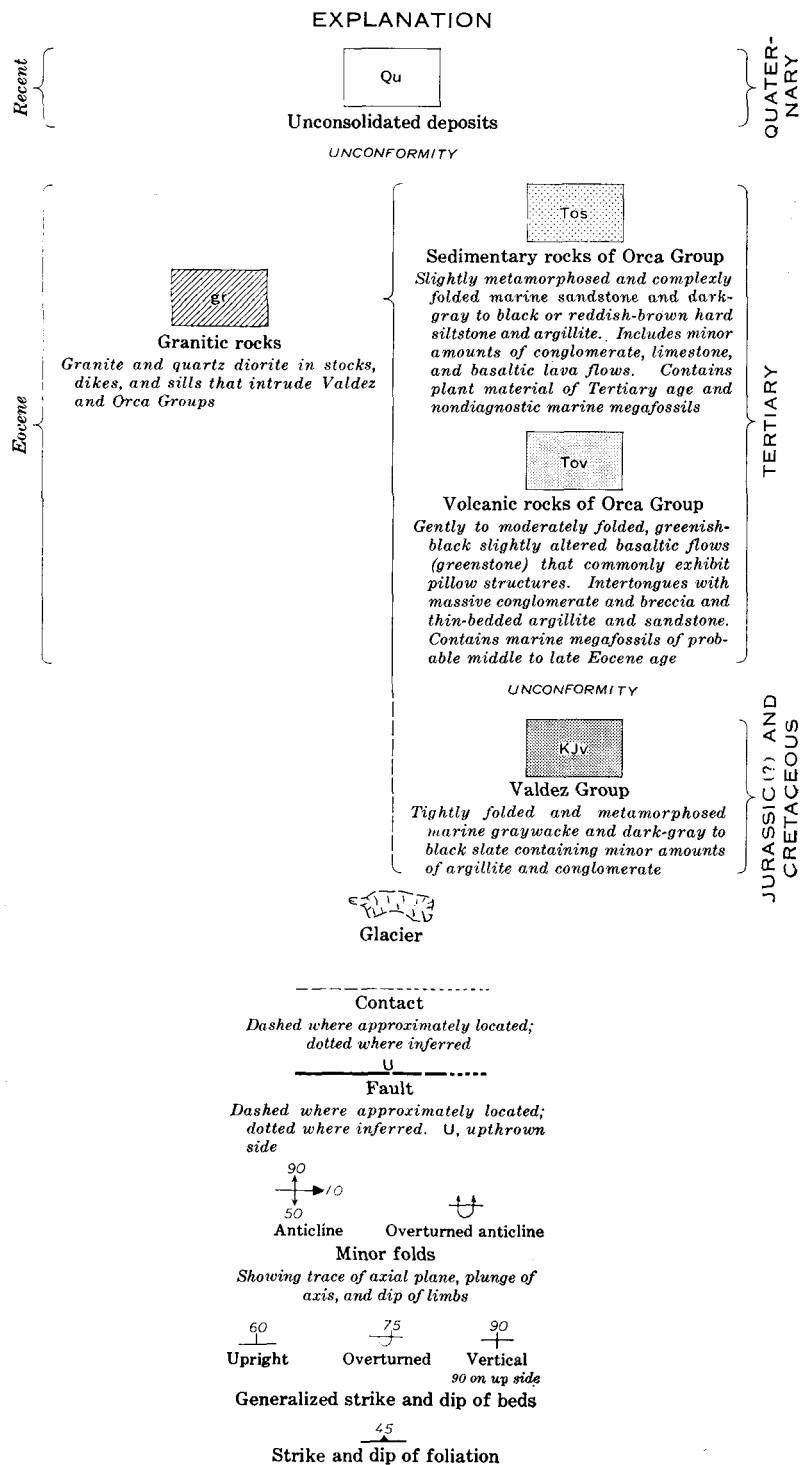 EXPLANATION
Recent
Qu
Unconsolidated deposits
QUATER-
NARY
UNCONFORMITY
Eocene
gr
Granitic rocks
Granite and quartz diorite in stocks,
dikes, and sills that intrude Valdez
and Orca Groups
Tos
Sedimentary rocks of Orca Group
Slightly metamorphosed and complexly
folded marine sandstone and dark-
gray to black or reddish-brown hard
siltstone and argillite. Includes minor
amounts of conglomerate, limestone,
and basaltic lava flows. Contains
plant material of Tertiary age and
nondiagnostic marine megafossils
Tov
Volcanic rocks of Orca Group
Gently to moderately folded, greenish-
black slightly altered basaltic flows
(greenstone) that commonly exhibit
pillow structures. Intertongues with
massive conglomerate and breccia and
thin-bedded argillite and sandstone.
Contains marine megafossils of prob-
able middle to late Eocene age
TERTIARY
UNCONFORMITY
KJv
Valdez Group
Tightly folded and metamorphosed
marine graywacke and dark-gray to
black slate containing minor amounts
of argillite and conglomerate
JURASSIC(?) AND
CRETACEOUS
Glacier
Contact
Dashed where approximately located;
dotted where inferred
U
Fault
Dashed where approximately located;
dotted where inferred. U, upthrown
side
90
10
50
Anticline
Overturned anticline
Minor folds
Showing trace of axial plane, plunge of
axis, and dip of limbs
60
Upright
75
Overturned
90
Vertical
90 on up side
Generalized strike and dip of beds
45
Strike and dip of foliation